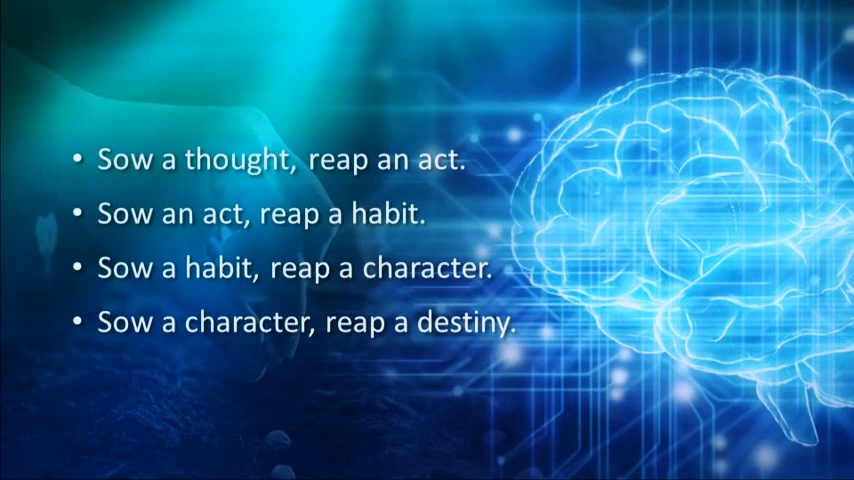 • Sow a thought, reap an act.
• Sow an act, reap a habit.
• Sow a habit, reap a character.
• Sow a character, reap a destiny.